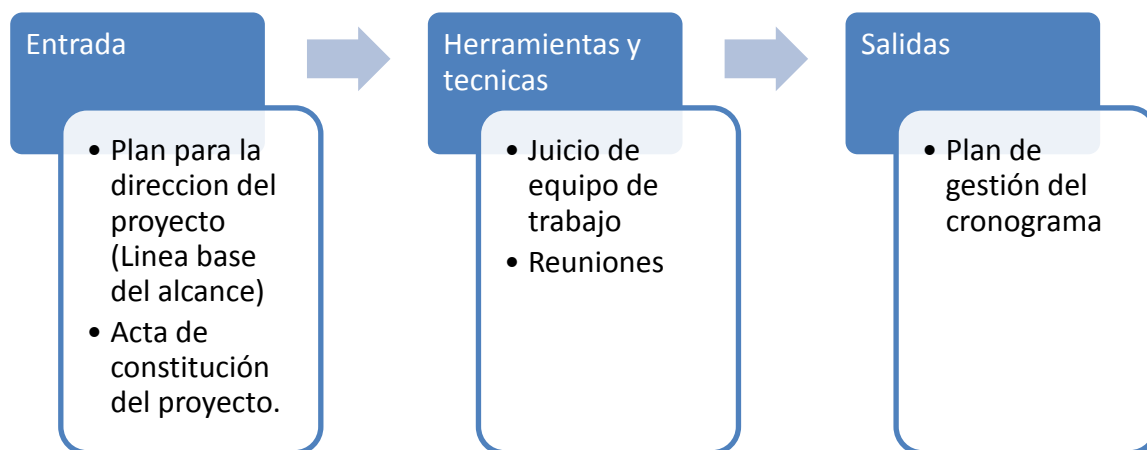 Entrada
• Plan para la
direccion del
proyecto
(Linea base
del alcance)
• Acta de
constitución
del proyecto.
Herramientas y
tecnicas
• Juicio de
equipo de
trabajo
• Reuniones
Salidas
• Plan de
gestión del
cronograma